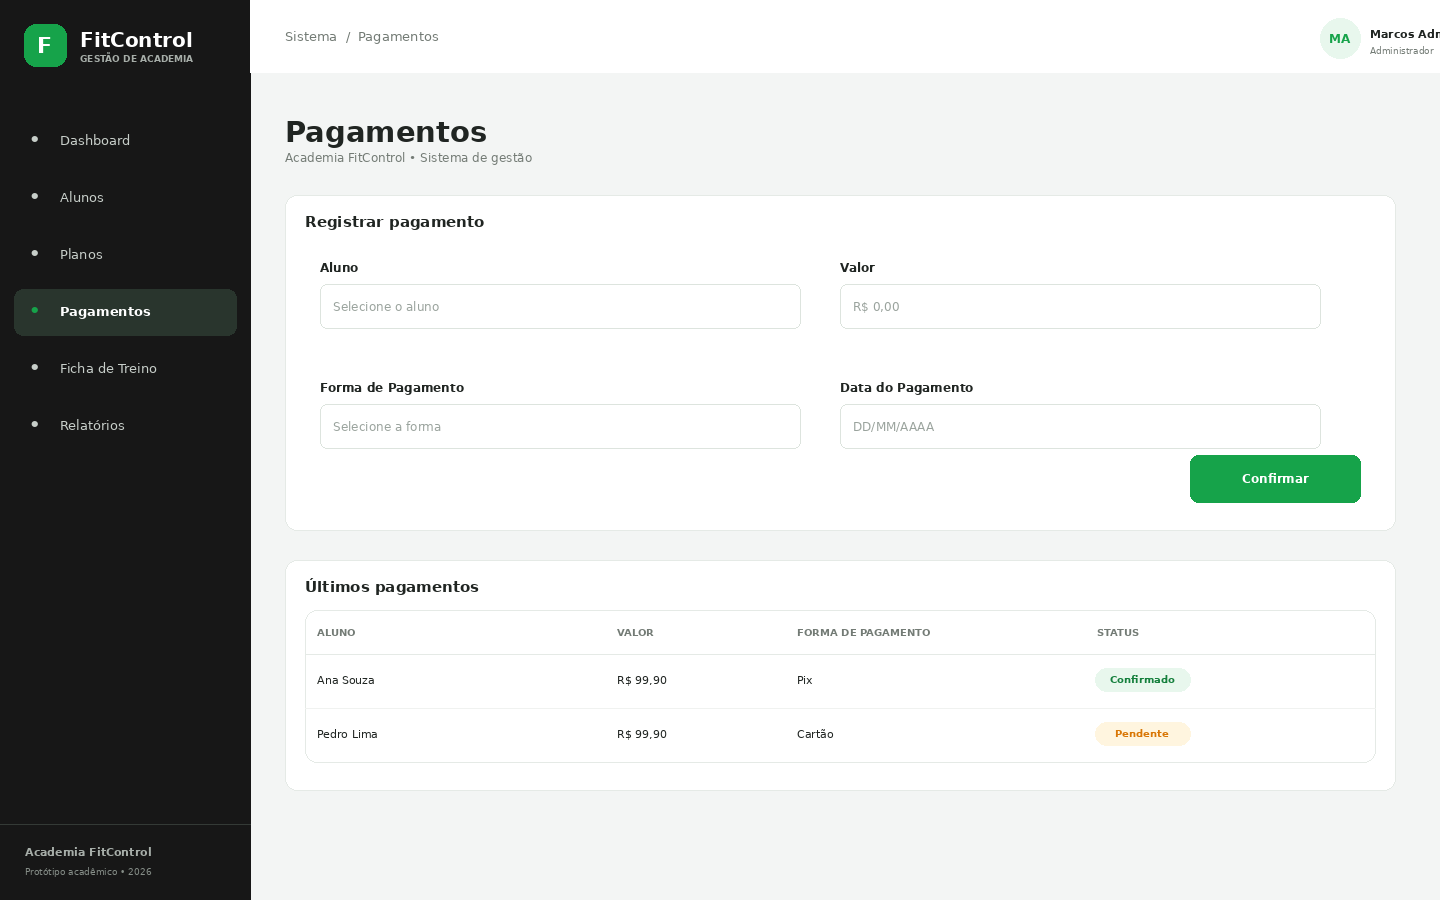 F
FitControl
GESTÃO DE ACADEMIA
Dashboard
Alunos
Planos
Pagamentos
Ficha de Treino
Relatórios
Academia FitControl
Protótipo acadêmico • 2026
Sistema / Pagamentos
MA
Marcos Adm
Administrador
Pagamentos
Academia FitControl • Sistema de gestão
Registrar pagamento
Aluno
Selecione o aluno
Valor
R$ 0,00
Forma de Pagamento
Selecione a forma
Data do Pagamento
DD/MM/AAAA
Confirmar
Últimos pagamentos
ALUNO VALOR FORMA DE PAGAMENTO STATUS
Ana Souza R$ 99,90 Pix Confirmado
Pedro Lima R$ 99,90 Cartão Pendente